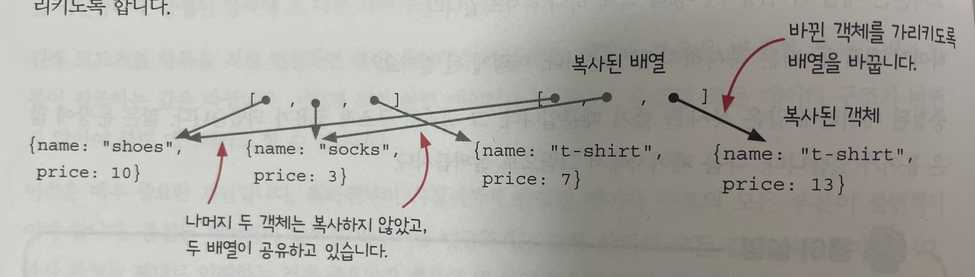 리키도록 합니다.
바뀐 객체를 가리키도록
배열을 바꿉니다.
복사된 배열
[ , , ]
[ , , ]
복사된 객체
{name: "shoes",
price: 10}
{name: "socks",
price: 3}
{name: "t-shirt",
price: 7}
{name: "t-shirt",
price: 13}
나머지 두 객체는 복사하지 않았고,
두 배열이 공유하고 있습니다.